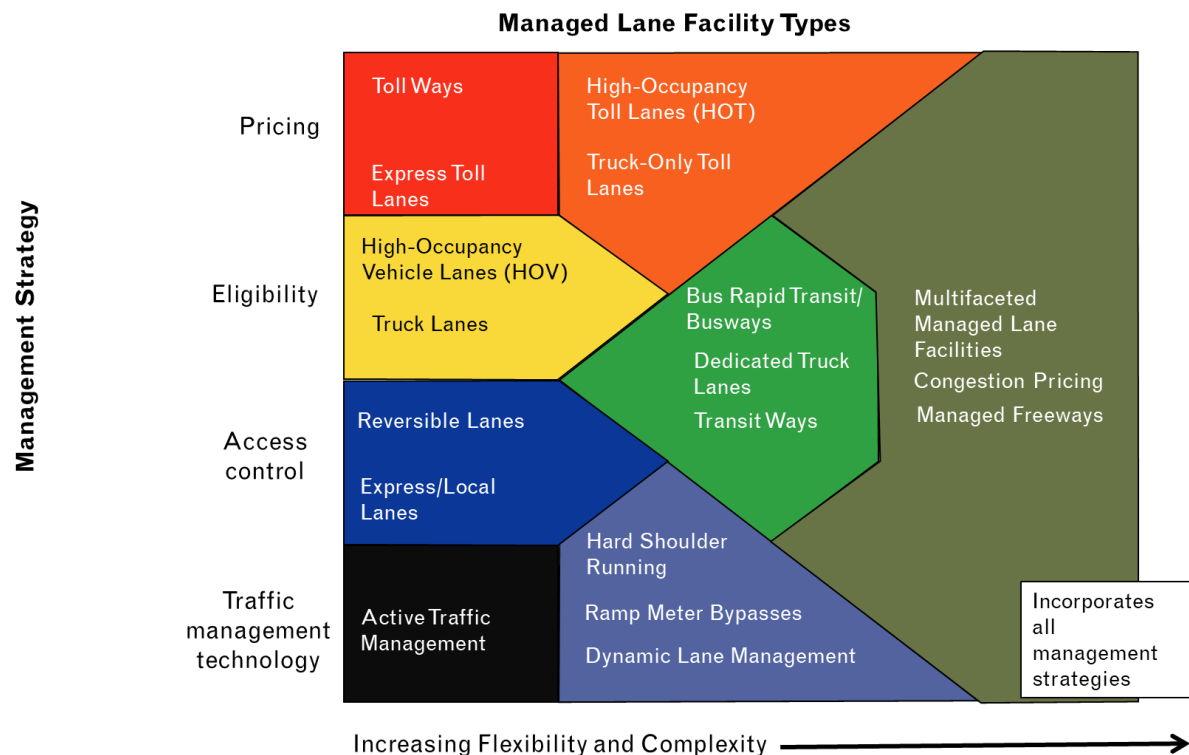 Managed Lane Facility Types
Management Strategy
Pricing
Toll Ways
Express Toll
Lanes
High-Occupancy
Toll Lanes (HOT)
Truck-Only Toll
Lanes
Eligibility
High-Occupancy
Vehicle Lanes (HOV)
Truck Lanes
Bus Rapid Transit/
Busways
Dedicated Truck
Lanes
Transit Ways
Multifaceted
Managed Lane
Facilities
Congestion Pricing
Managed Freeways
Access
control
Reversible Lanes
Express/Local
Lanes
Traffic
management
technology
Active Traffic
Management
Hard Shoulder
Running
Ramp Meter Bypasses
Dynamic Lane Management
Incorporates
all
management
strategies
Increasing Flexibility and Complexity